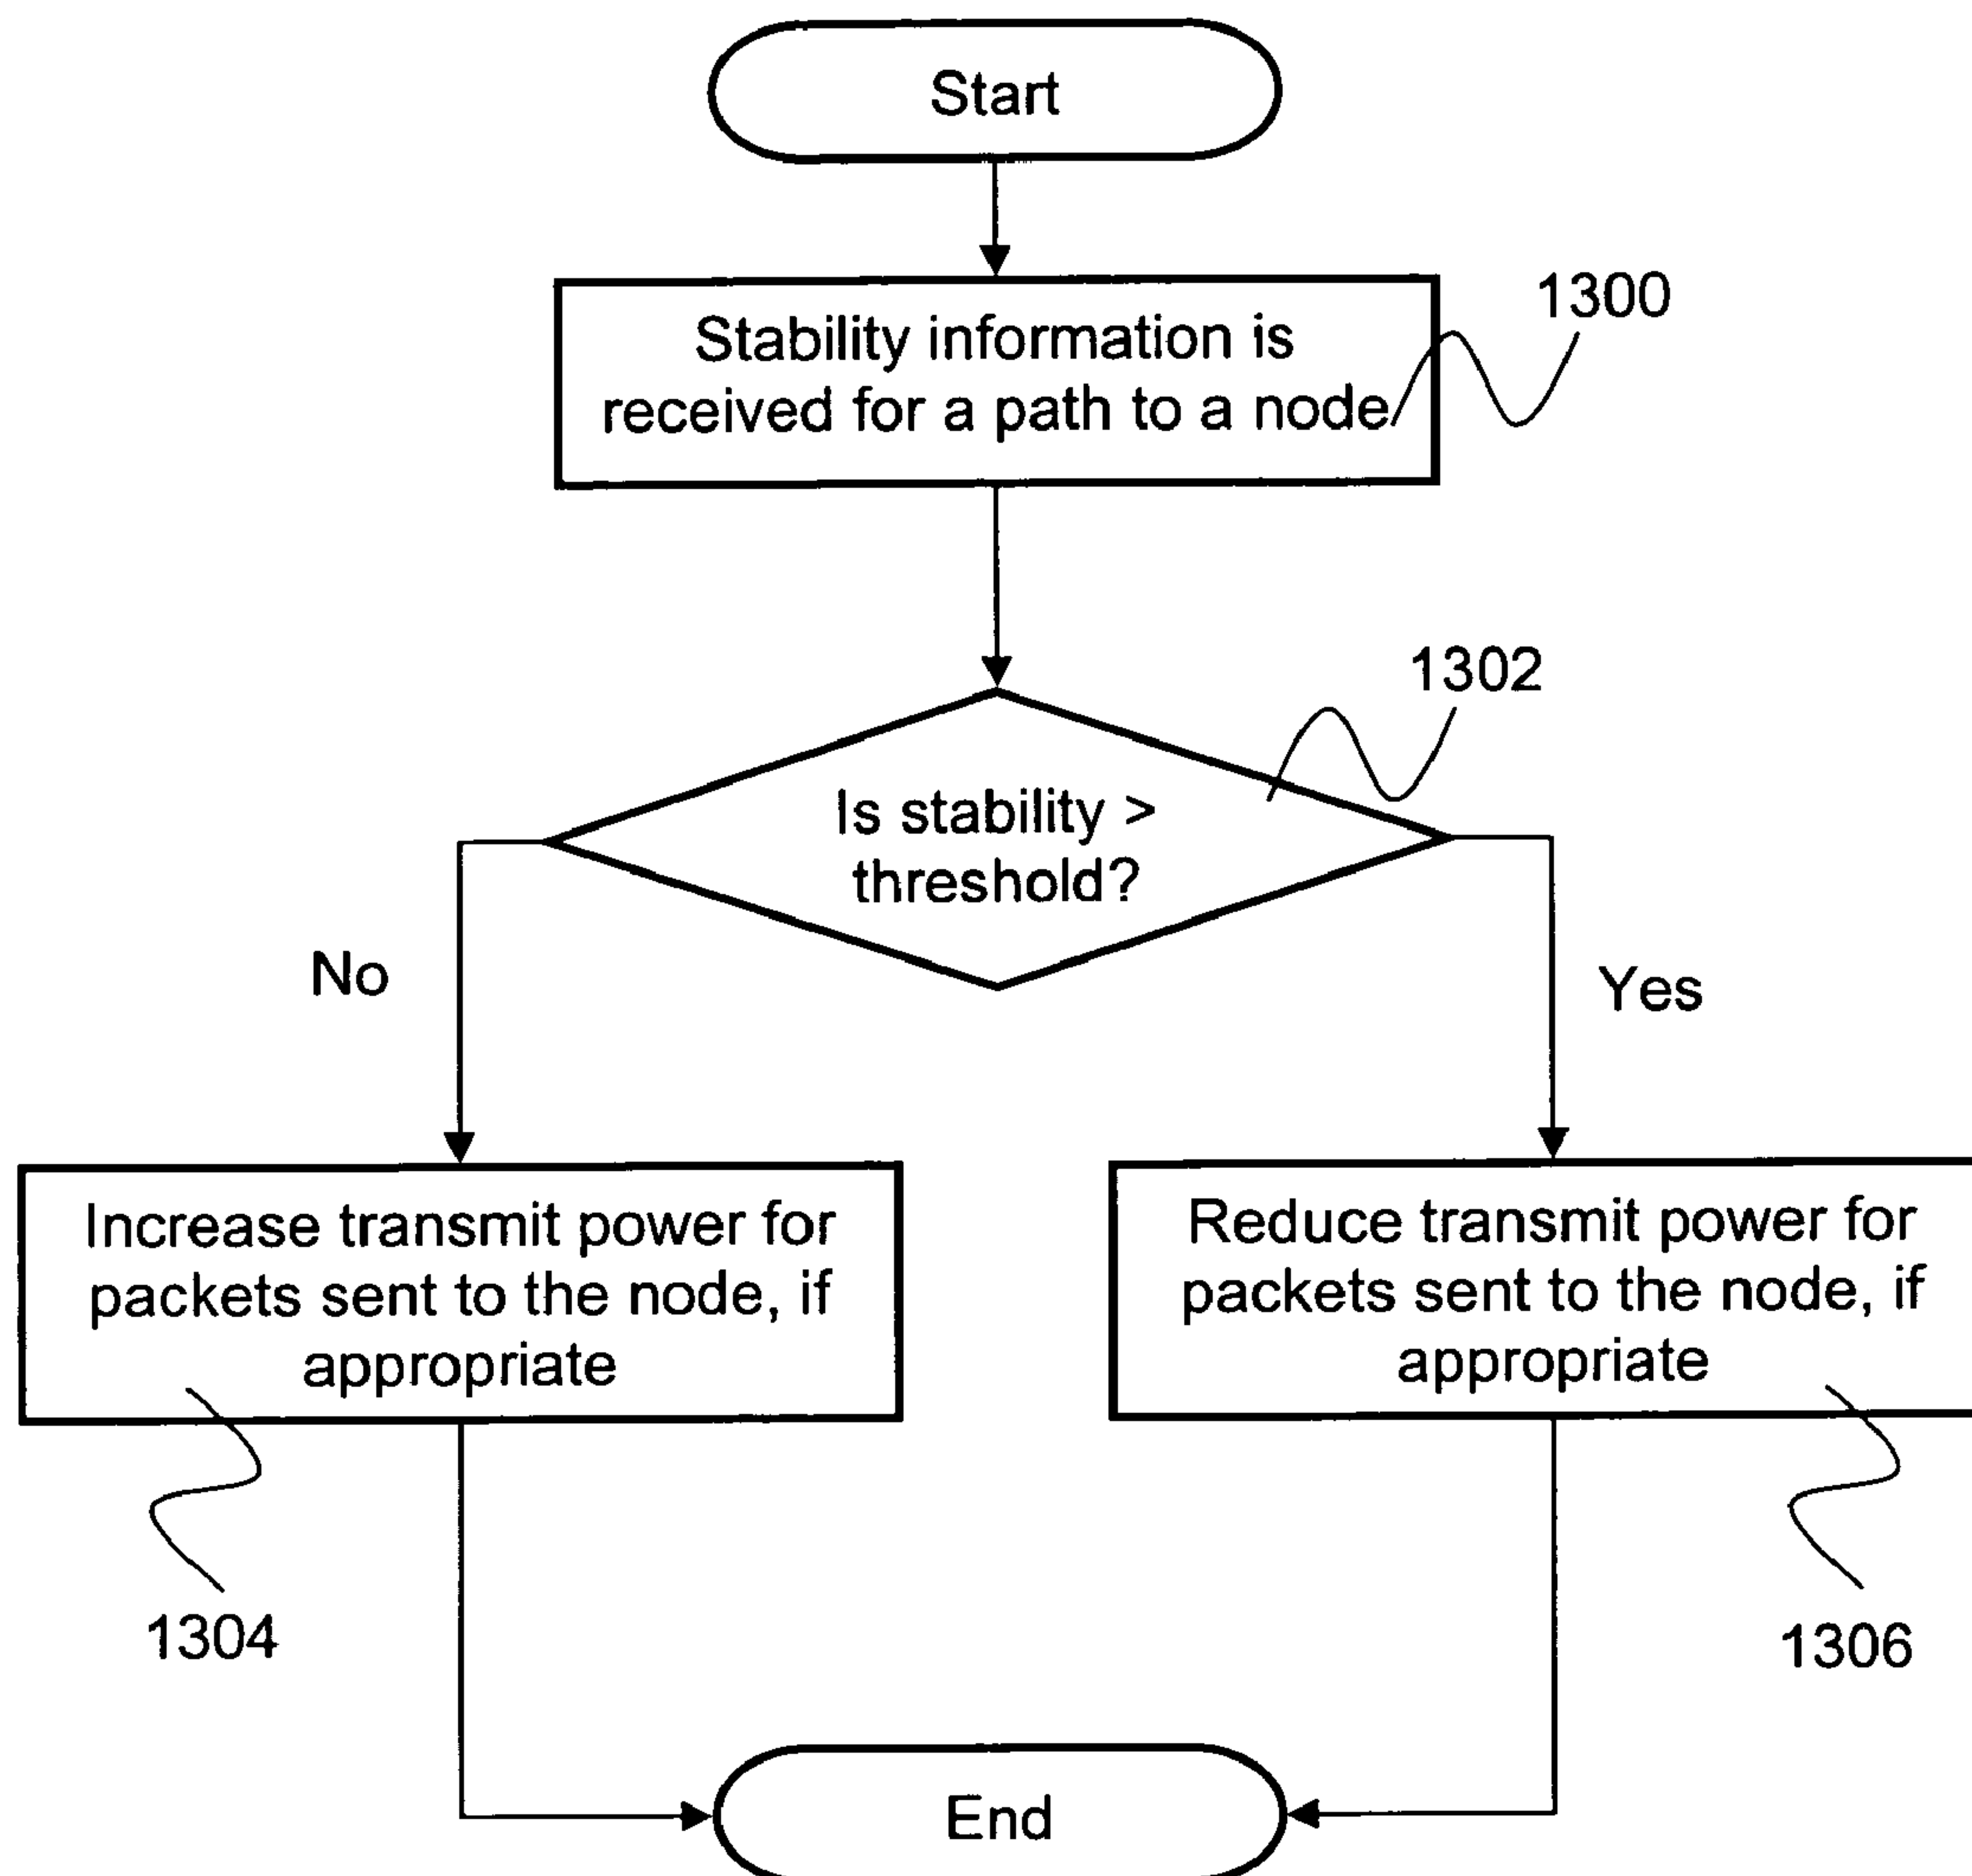 Start
Stability information is
received for a path to a node
1300
1302
Is stability >
threshold?
No
Yes
Increase transmit power for
packets sent to the node, if
appropriate
Reduce transmit power for
packets sent to the node, if
appropriate
1304
1306
End